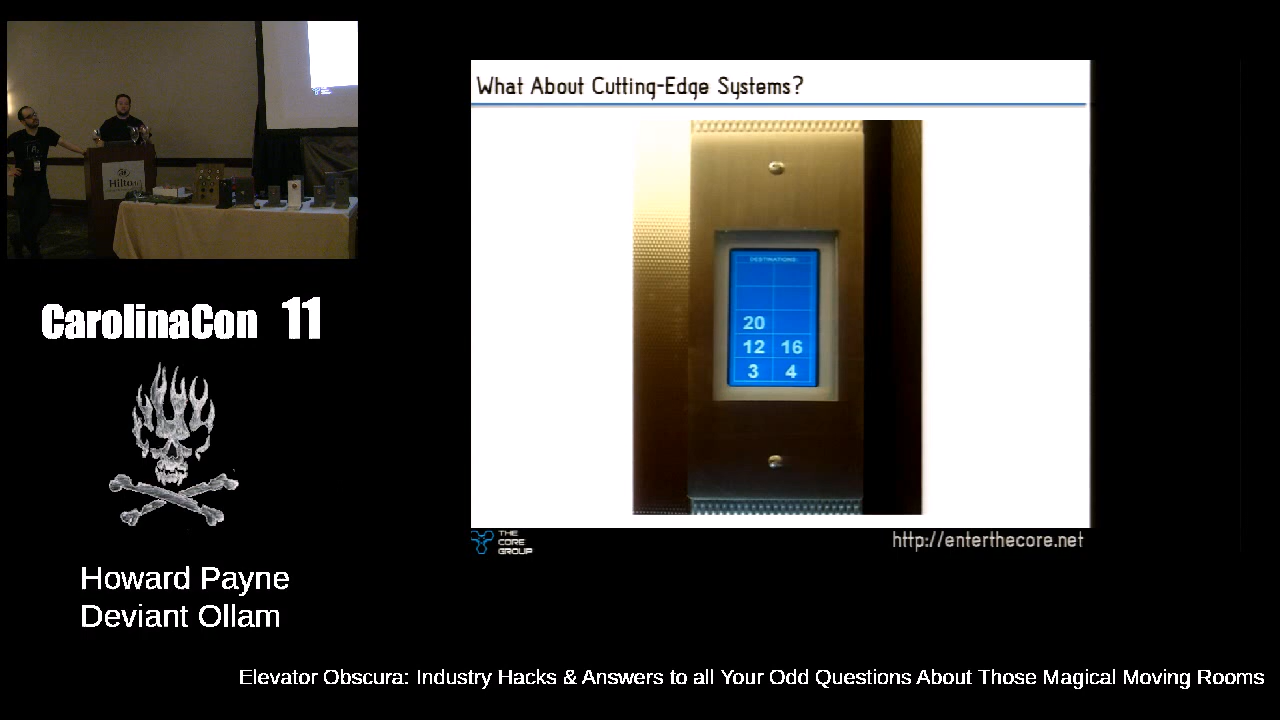 What About Cutting-Edge Systems?
Hilton
DESTINATIONS:
20
12 16
3 4
CarolinaCon 11
THE
CORE
GROUP
http://enterthecore.net
Howard Payne
Deviant Ollam
Elevator Obscura: Industry Hacks & Answers to all Your Odd Questions About Those Magical Moving Rooms